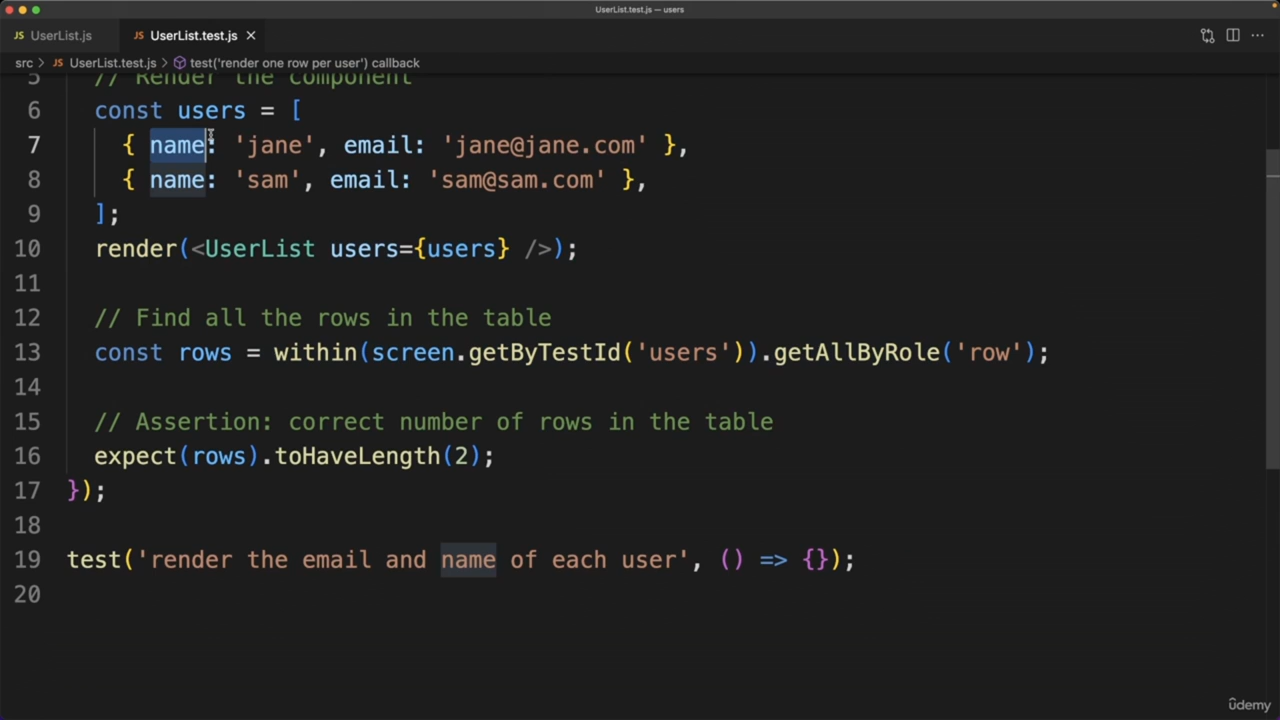 UserList.test.js — users
JS UserList.js JS UserList.test.js
src JS UserList.test.js test('render one row per user') callback
5 // Render the component
6 const users = [
7 { name: 'jane', email: 'jane@jane.com' },
8 { name: 'sam', email: 'sam@sam.com' },
9 ];
10 render(<UserList users={users} />);
11
12 // Find all the rows in the table
13 const rows = within(screen.getByTestId('users')).getAllByRole('row');
14
15 // Assertion: correct number of rows in the table
16 expect(rows).toHaveLength(2);
17 });
18
19 test('render the email and name of each user', () => {});
20
ûdemy